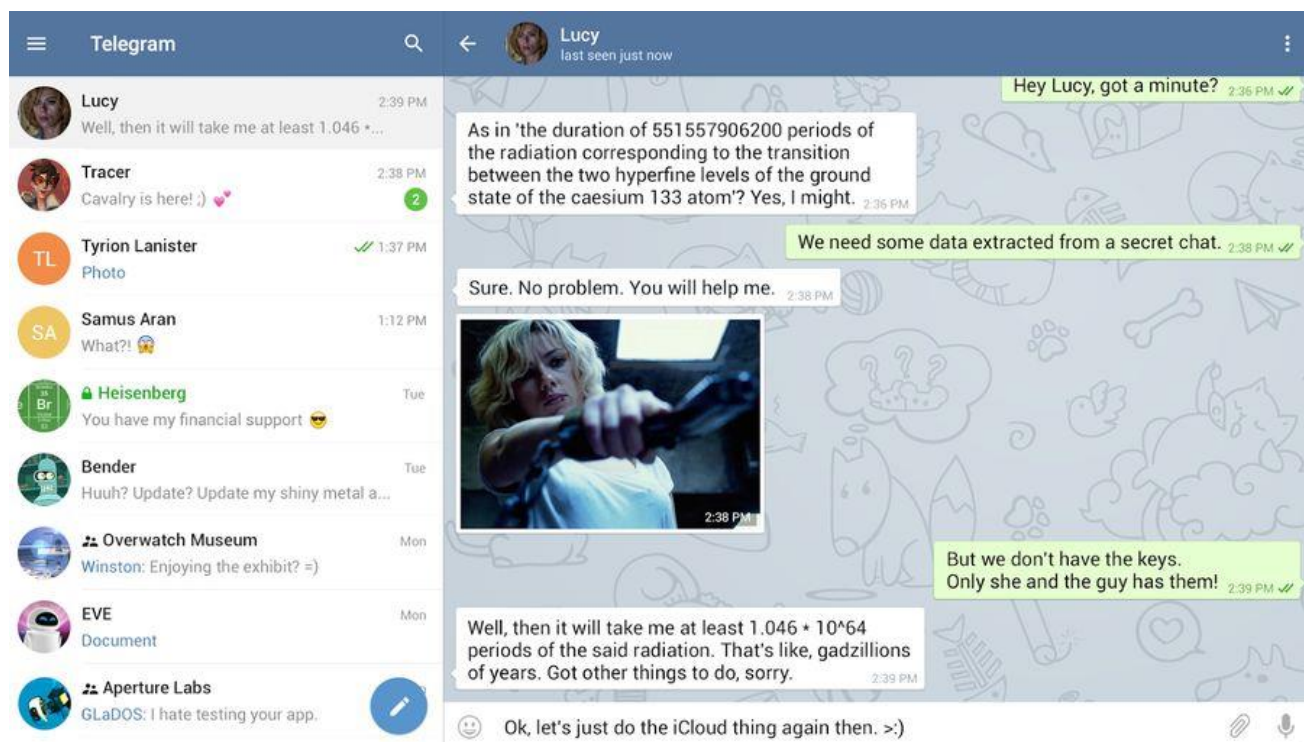 Telegram
Lucy
2:39 PM
Well, then it will take me at least 1.046 *...
Tracer
2:38 PM
Cavalry is here! ;) 💕
2
TL
Tyrion Lanister
1:37 PM
Photo
SA
Samus Aran
1:12 PM
What?! 😱
Br
Heisenberg
Tue
You have my financial support 😎
Bender
Tue
Huuh? Update? Update my shiny metal a...
Overwatch Museum
Mon
Winston: Enjoying the exhibit? =)
EVE
Mon
Document
Aperture Labs
GLaDOS: I hate testing your app.
Lucy
last seen just now
Hey Lucy, got a minute? 2:36 PM
As in 'the duration of 551557906200 periods of
the radiation corresponding to the transition
between the two hyperfine levels of the ground
state of the caesium 133 atom'? Yes, I might. 2:36 PM
We need some data extracted from a secret chat. 2:38 PM
Sure. No problem. You will help me. 2:38 PM
2:38 PM
But we don't have the keys.
Only she and the guy has them! 2:39 PM
Well, then it will take me at least 1.046 * 10^64
periods of the said radiation. That's like, gadzillions
of years. Got other things to do, sorry. 2:39 PM
Ok, let's just do the iCloud thing again then. >:)